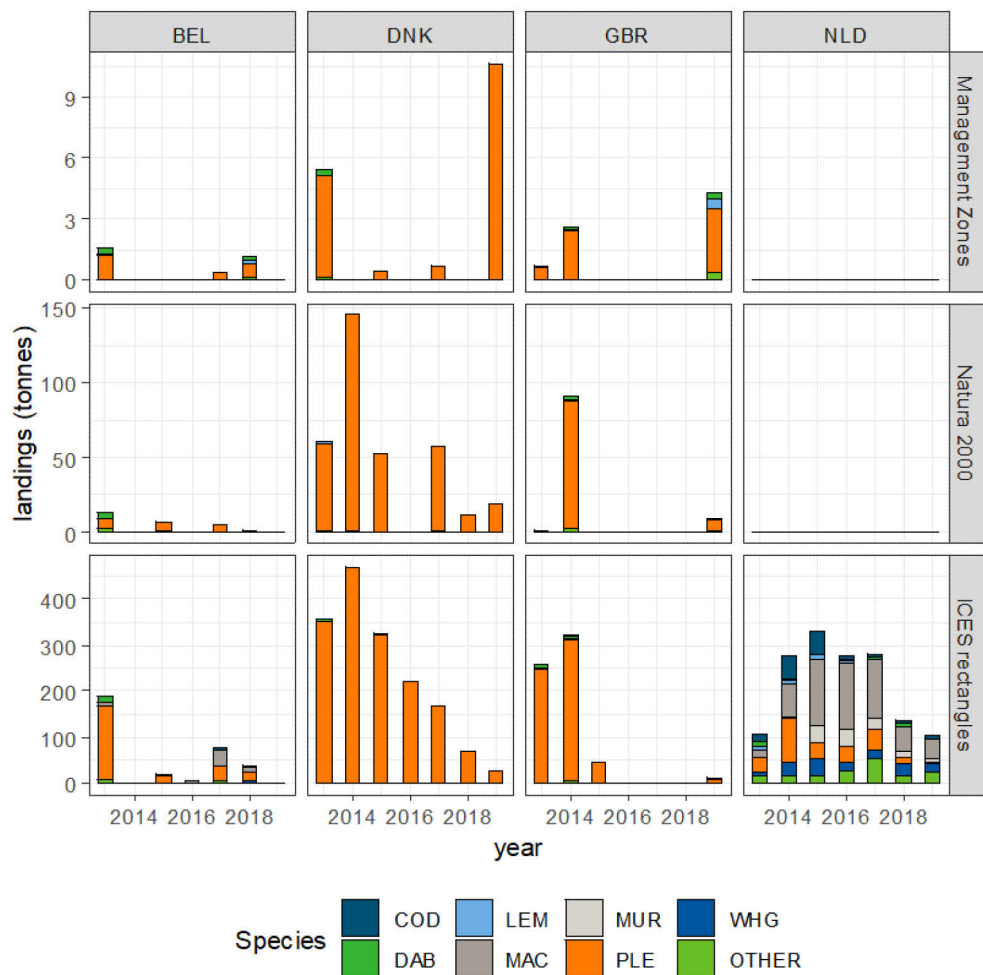 BEL DNK GBR NLD
landings (tonnes)
9
6
3
0
Management Zones
150
100
50
0
Natura 2000
400
300
200
100
0
ICES rectangles
2014 2016 2018 2014 2016 2018 2014 2016 2018 2014 2016 2018
year
Species
COD LEM MUR WHG
DAB MAC PLE OTHER